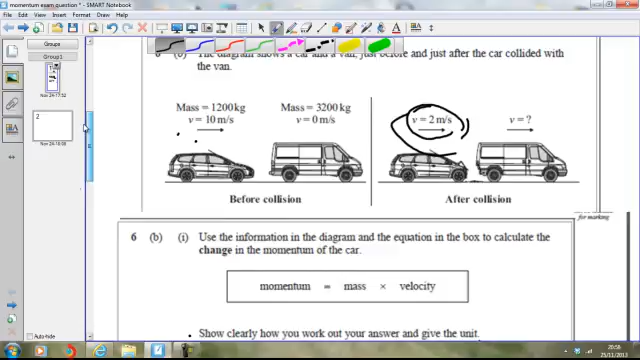 momentum exam question * - SMART Notebook
File Edit View Insert Format Draw Help
Groups
Group1
Nov 24-17:52
2
Nov 24-18:08
Auto-hide
6 (b) The diagram shows a car and a van, just before and just after the car collided with
the van.
Mass = 1200 kg
v = 10 m/s
Mass = 3200 kg
v = 0 m/s
v = 2 m/s
v = ?
Before collision
After collision
for marking
6 (b) (i) Use the information in the diagram and the equation in the box to calculate the
change in the momentum of the car.
momentum = mass × velocity
• Show clearly how you work out your answer and give the unit.
20:56
25/11/2013